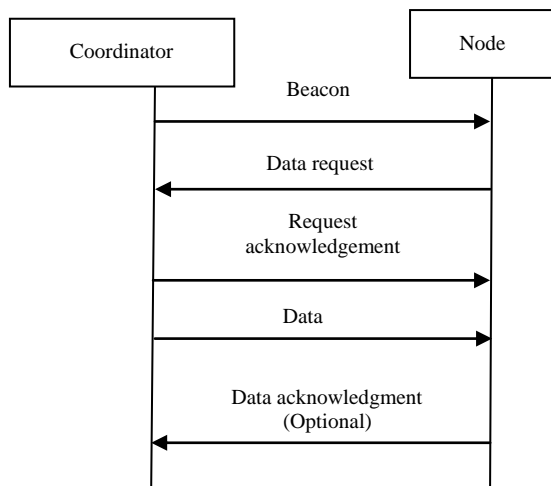 Coordinator
Node
Beacon
Data request
Request
acknowledgement
Data
Data acknowledgment
(Optional)